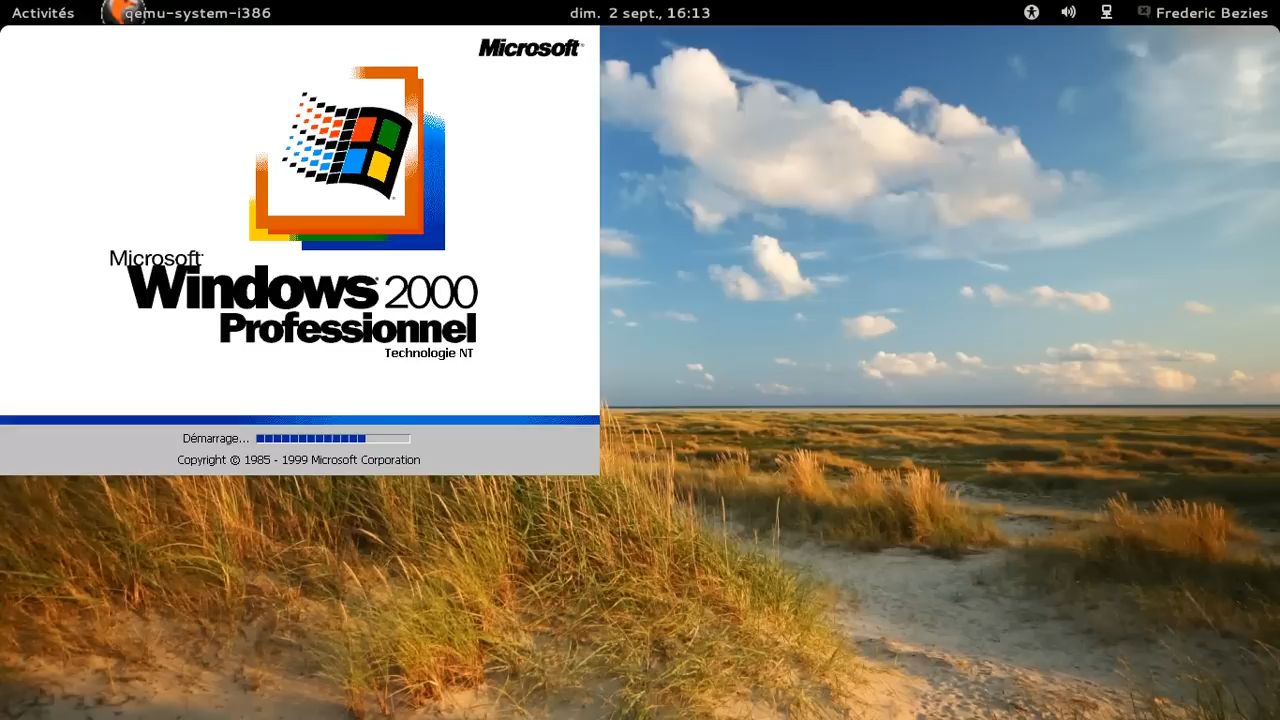 Activités qemu-system-i386 dim. 2 sept., 16:13 Frederic Bezies
Microsoft
Microsoft
Windows 2000
Professionnel
Technologie NT
Démarrage...
Copyright © 1985 - 1999 Microsoft Corporation